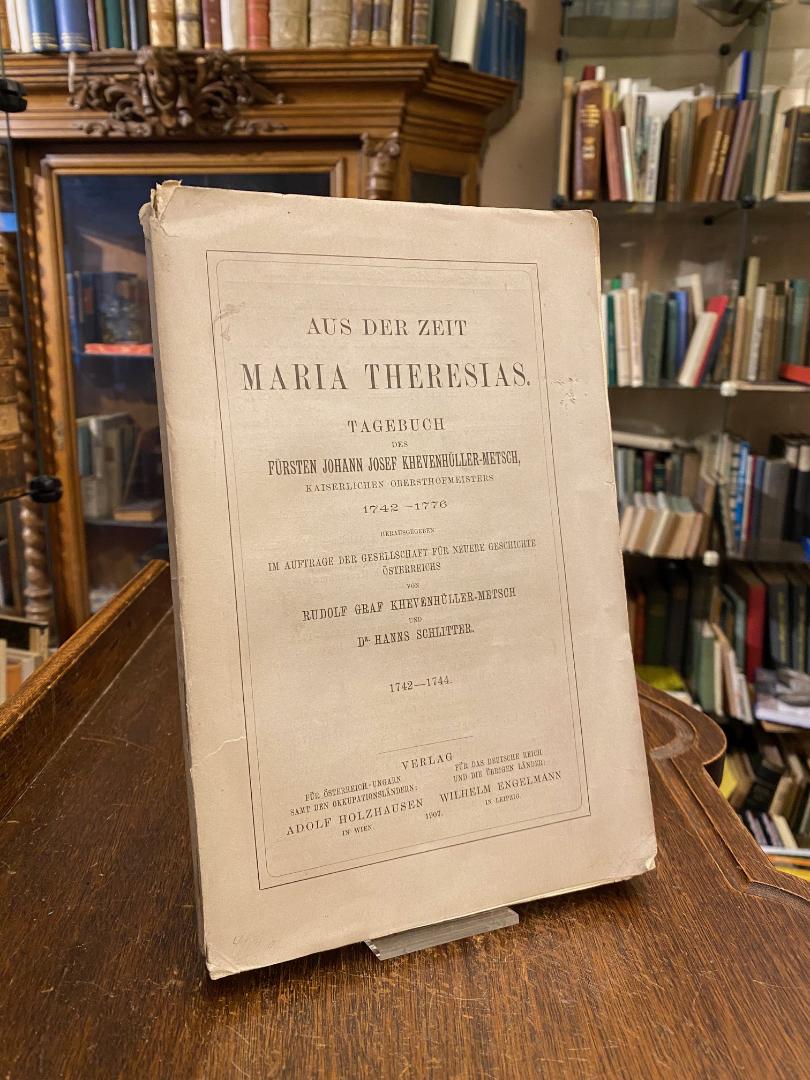 AUS DER ZEIT
MARIA THERESIAS.
TAGEBUCH
DES
FÜRSTEN JOHANN JOSEF KHEVENHÜLLER-METSCH,
KAISERLICHEN OBERSTHOFMEISTERS
1742-1776
HERAUSGEGEBEN
IM AUFTRAGE DER GESELLSCHAFT FÜR NEUERE GESCHICHTE
ÖSTERREICHS
VON
RUDOLF GRAF KHEVENHÜLLER-METSCH
UND
DR. HANNS SCHLITTER.
1742—1744.
VERLAG
FÜR ÖSTERREICH-UNGARN
SAMT DEN OKKUPATIONSLÄNDERN:
ADOLF HOLZHAUSEN
IN WIEN.
FÜR DAS DEUTSCHE REICH
UND DIE ÜBRIGEN LÄNDER:
WILHELM ENGELMANN
IN LEIPZIG.
1907.